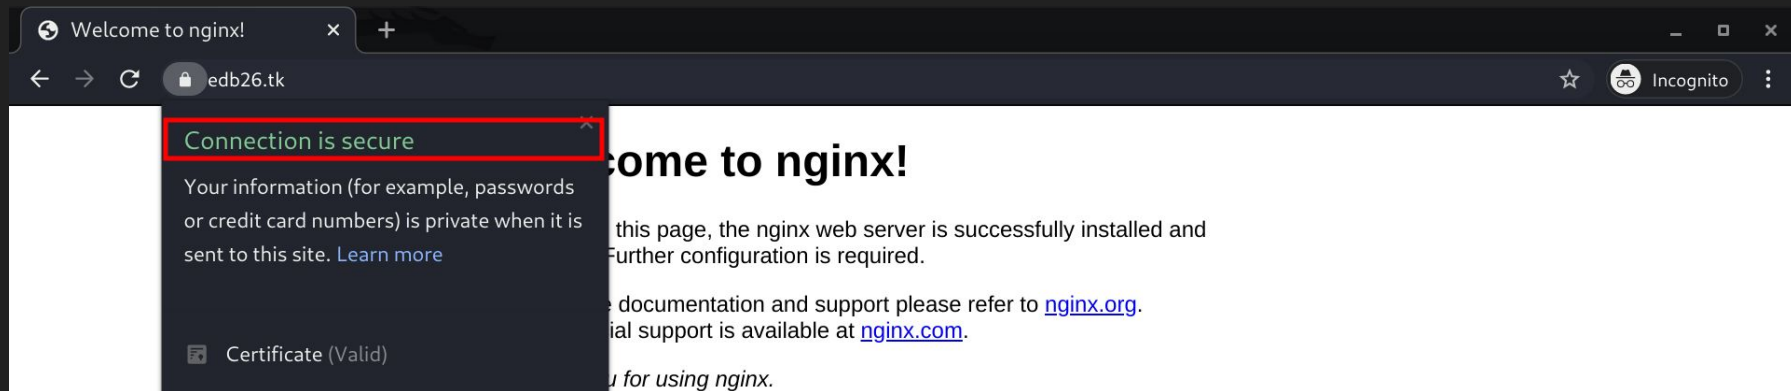 Welcome to nginx!
edb26.tk
Incognito
Connection is secure
Your information (for example, passwords
or credit card numbers) is private when it is
sent to this site. Learn more
Certificate (Valid)
come to nginx!
this page, the nginx web server is successfully installed and
Further configuration is required.
documentation and support please refer to nginx.org.
support is available at nginx.com.
for using nginx.